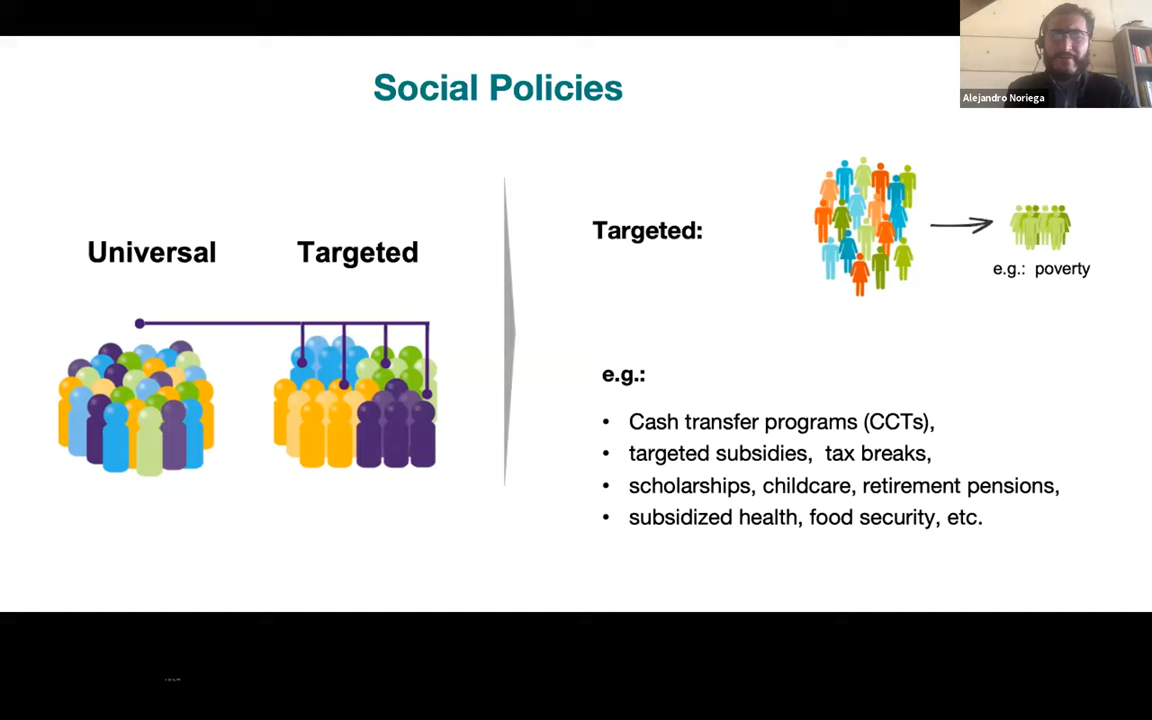 Social Policies
Alejandro Noriega
Universal
Targeted
Targeted:
e.g.: poverty
e.g.:
• Cash transfer programs (CCTs),
• targeted subsidies, tax breaks,
• scholarships, childcare, retirement pensions,
• subsidized health, food security, etc.